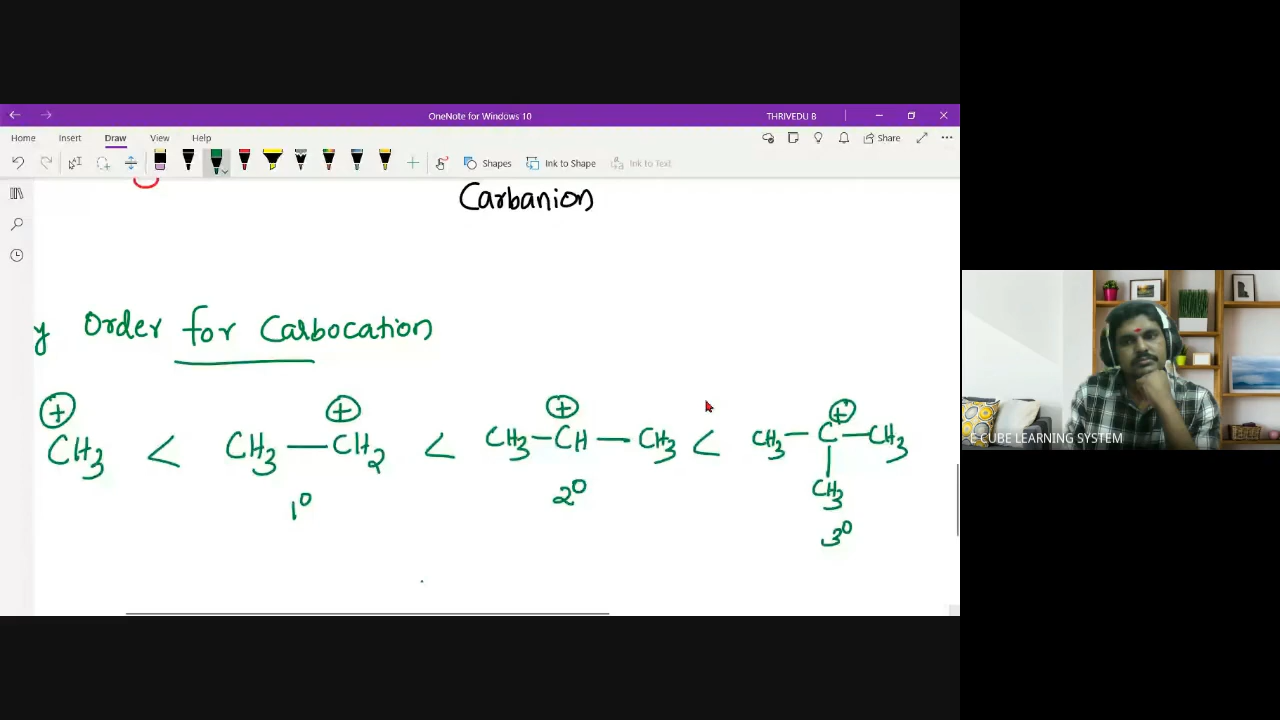 OneNote for Windows 10
THRIVEDU B
Home Insert Draw View Help
Share
Shapes Ink to Shape Ink to Text
Carbanion
y Order for Carbocation
⊕ ⊕ ⊕ ⊕
CH3 < CH3—CH2 < CH3—CH—CH3 < CH3—C—CH3
CH3
1° 2° 3°
E CUBE LEARNING SYSTEM